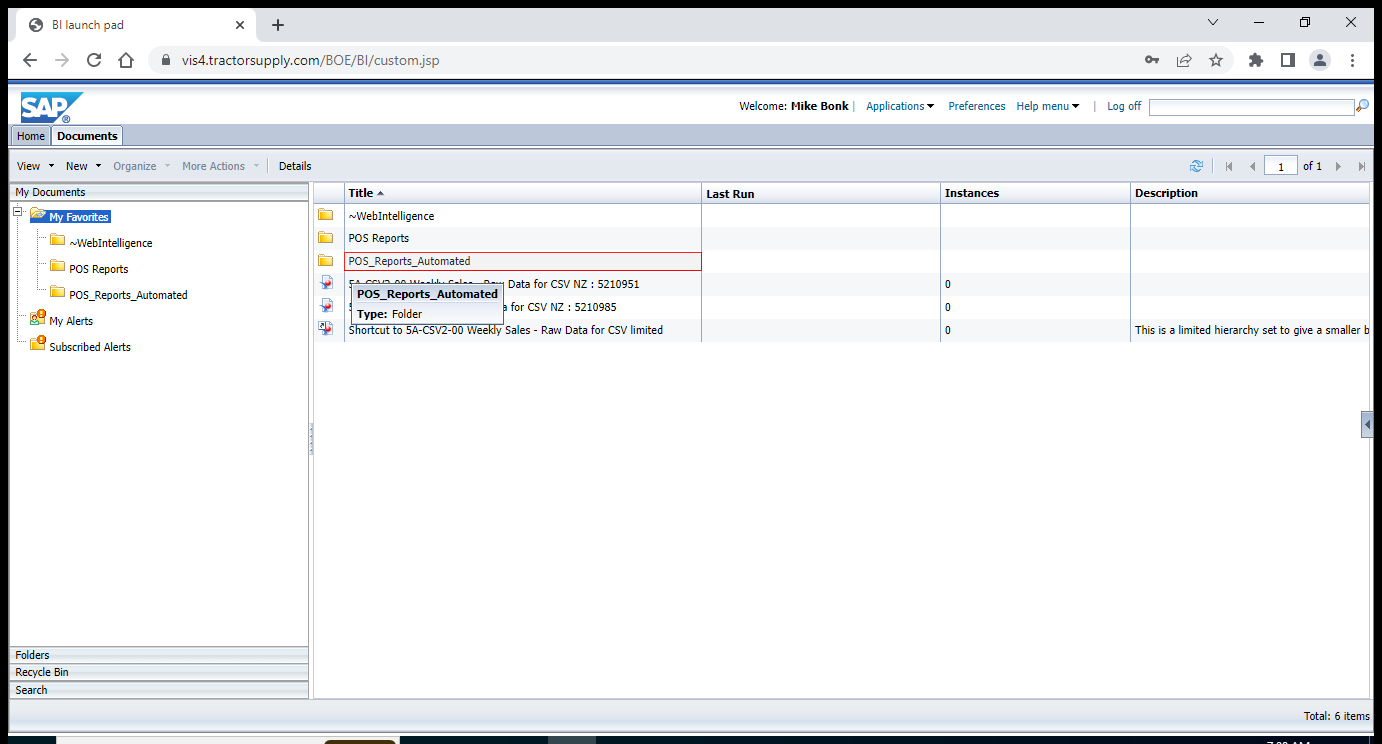 BI launch pad
vis4.tractorsupply.com/BOE/BI/custom.jsp
SAP ®
Welcome: Mike Bonk | Applications Preferences Help menu | Log off
Home Documents
View New Organize More Actions Details 1 of 1
My Documents
Title Last Run Instances Description
My Favorites
~WebIntelligence
POS Reports
POS_Reports_Automated
My Alerts
Subscribed Alerts
~WebIntelligence
POS Reports
POS_Reports_Automated
5A-CSV2-00 Weekly Sales - Raw Data for CSV NZ : 5210951 0
POS_Reports_Automated
Type: Folder
for CSV NZ : 5210985 0
Shortcut to 5A-CSV2-00 Weekly Sales - Raw Data for CSV limited 0 This is a limited hierarchy set to give a smaller b
Folders
Recycle Bin
Search
Total: 6 items